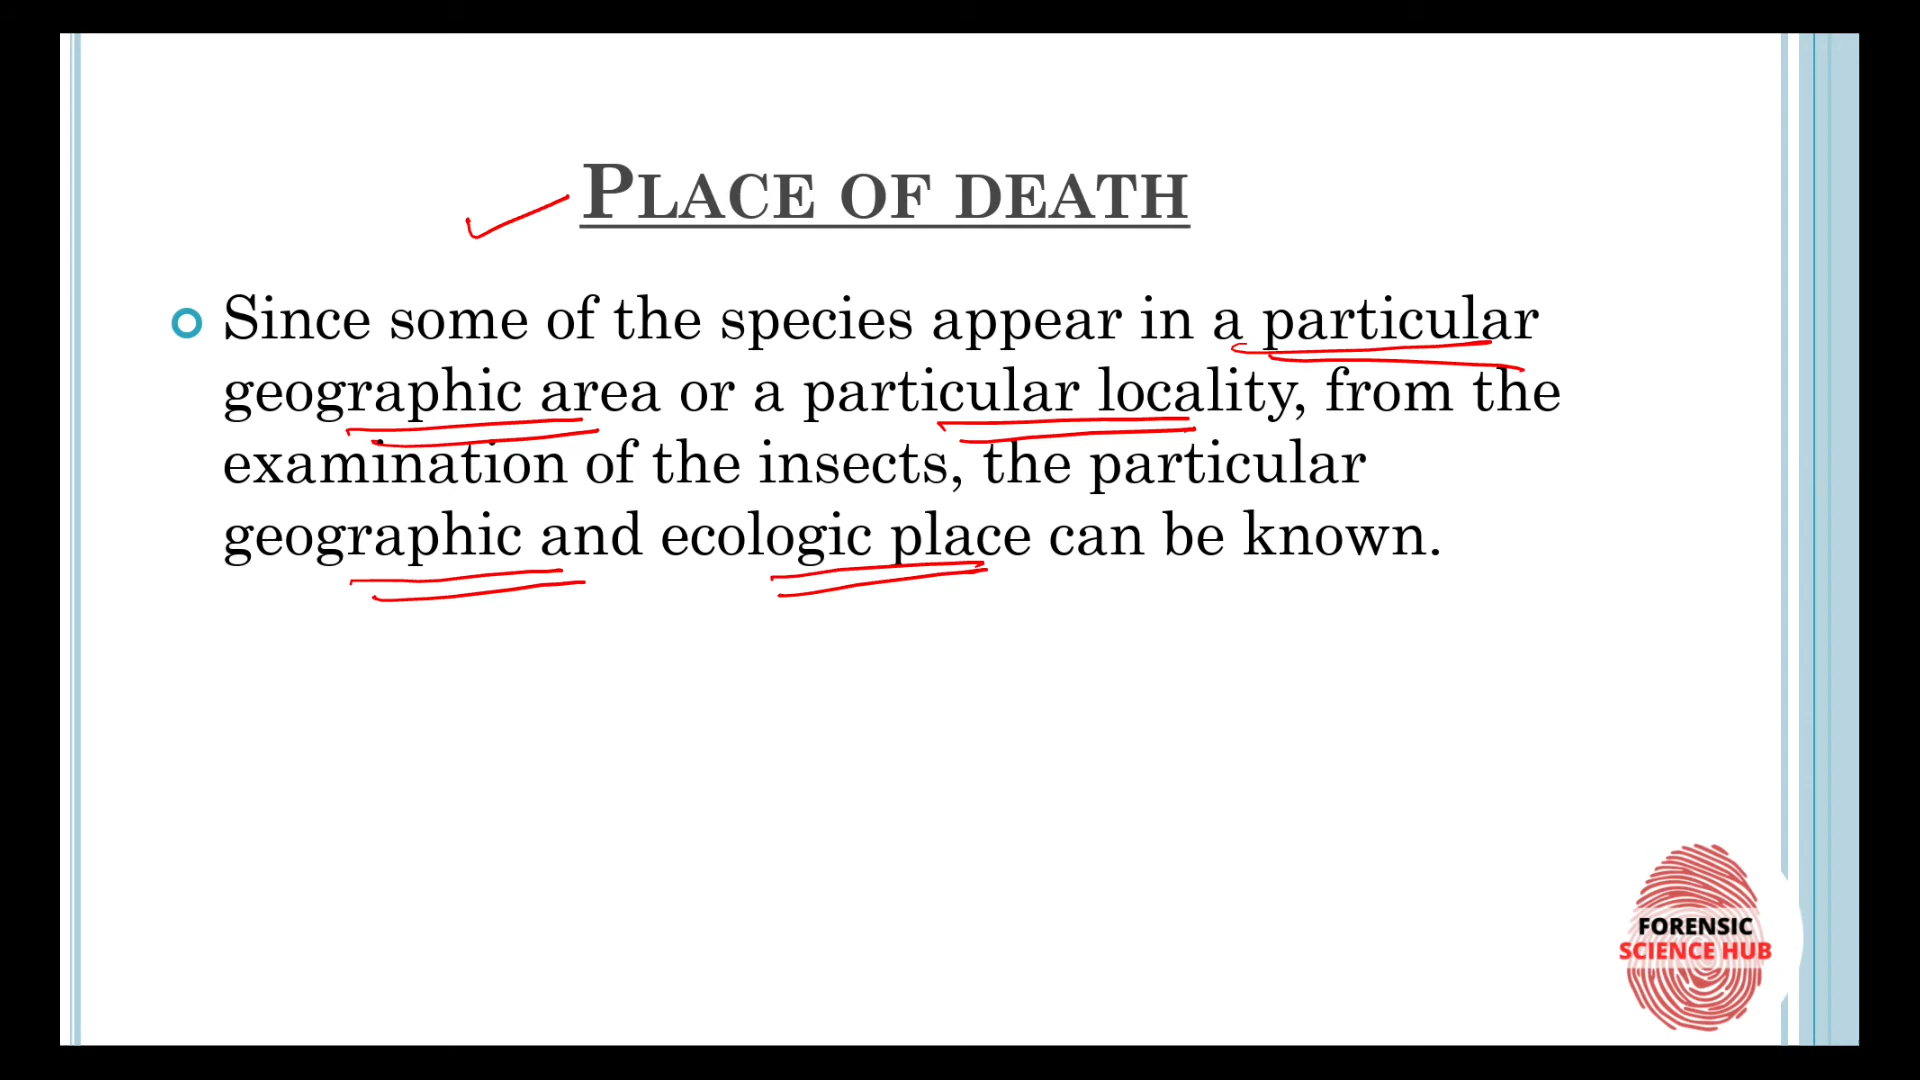 PLACE OF DEATH
Since some of the species appear in a particular
geographic area or a particular locality, from the
examination of the insects, the particular
geographic and ecologic place can be known.
FORENSIC
SCIENCE HUB